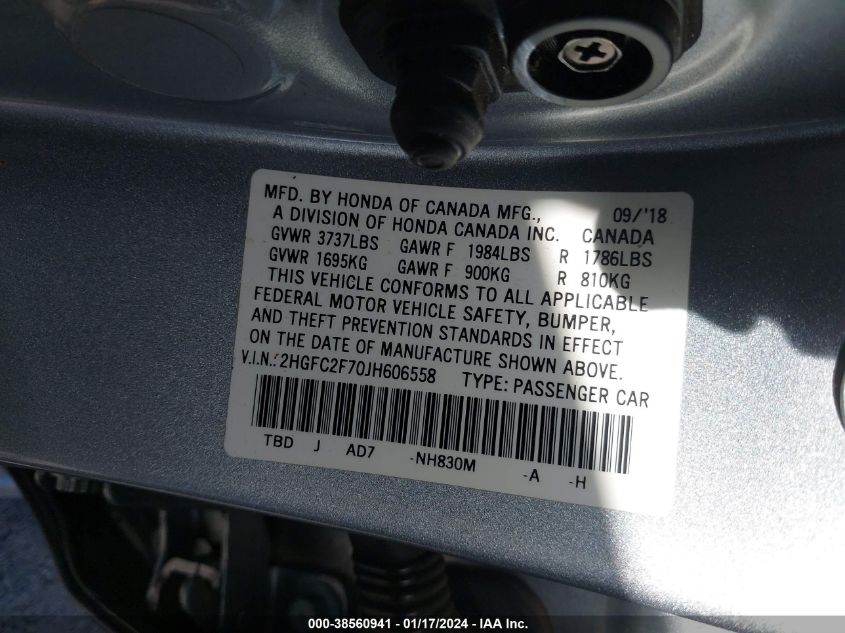 MFD. BY HONDA OF CANADA MFG., 09/'18
A DIVISION OF HONDA CANADA INC. CANADA
GVWR 3737LBS GAWR F 1984LBS R 1786LBS
GVWR 1695KG GAWR F 900KG R 810KG
THIS VEHICLE CONFORMS TO ALL APPLICABLE
FEDERAL MOTOR VEHICLE SAFETY, BUMPER,
AND THEFT PREVENTION STANDARDS IN EFFECT
ON THE DATE OF MANUFACTURE SHOWN ABOVE.
V.I.N.: 2HGFC2F70JH606558 TYPE: PASSENGER CAR
TBD J AD7 -NH830M -A -H
000-38560941 - 01/17/2024 - IAA Inc.